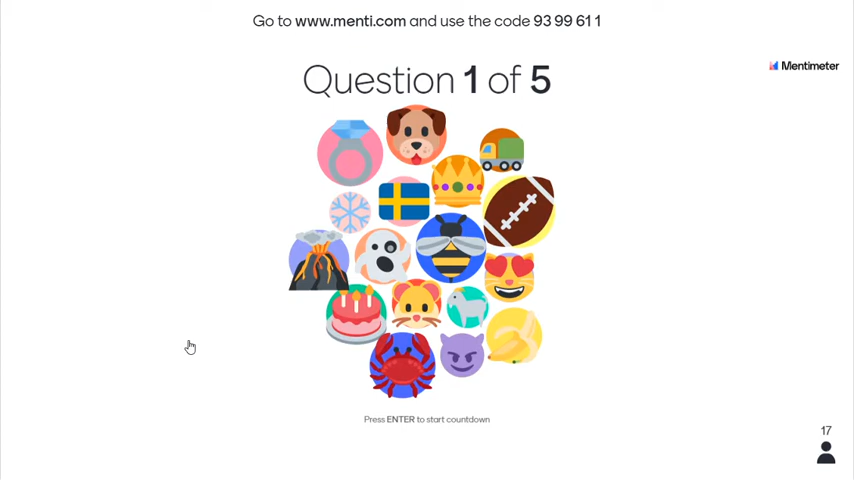 Go to www.menti.com and use the code 93 99 61 1
Mentimeter
Question 1 of 5
Press ENTER to start countdown
17